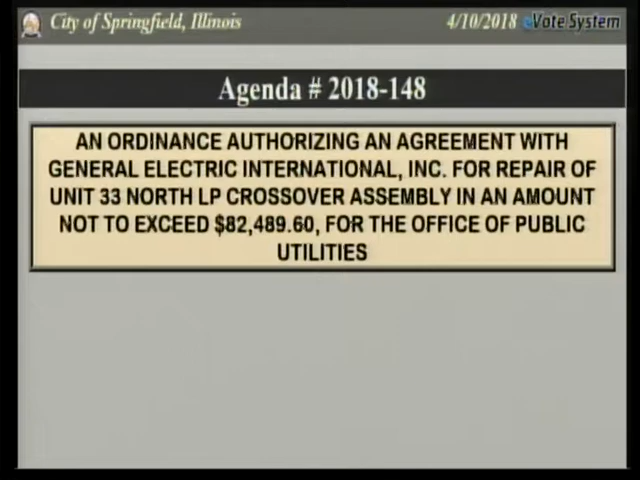 City of Springfield, Illinois
4/10/2018 eVote System
Agenda # 2018-148
AN ORDINANCE AUTHORIZING AN AGREEMENT WITH
GENERAL ELECTRIC INTERNATIONAL, INC. FOR REPAIR OF
UNIT 33 NORTH LP CROSSOVER ASSEMBLY IN AN AMOUNT
NOT TO EXCEED $82,489.60, FOR THE OFFICE OF PUBLIC
UTILITIES